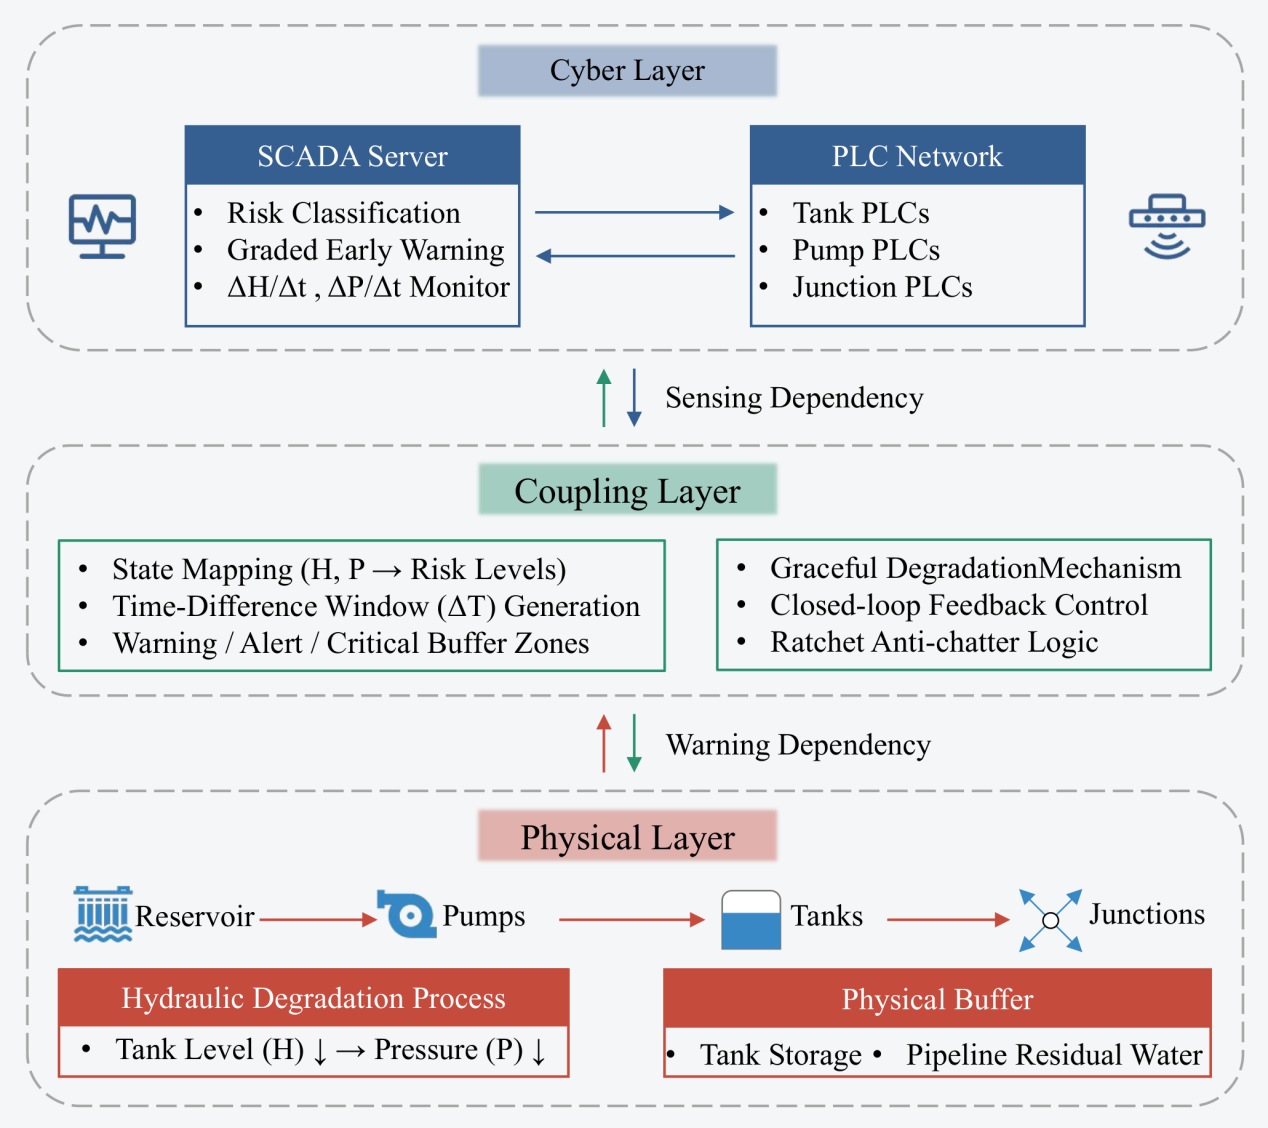 Cyber Layer
SCADA Server
• Risk Classification
• Graded Early Warning
• ΔH/Δt , ΔP/Δt Monitor
PLC Network
• Tank PLCs
• Pump PLCs
• Junction PLCs
Sensing Dependency
Coupling Layer
• State Mapping (H, P → Risk Levels)
• Time-Difference Window (ΔT) Generation
• Warning / Alert / Critical Buffer Zones
• Graceful DegradationMechanism
• Closed-loop Feedback Control
• Ratchet Anti-chatter Logic
Warning Dependency
Physical Layer
Reservoir
Pumps
Tanks
Junctions
Hydraulic Degradation Process
• Tank Level (H) ↓ → Pressure (P) ↓
Physical Buffer
• Tank Storage • Pipeline Residual Water